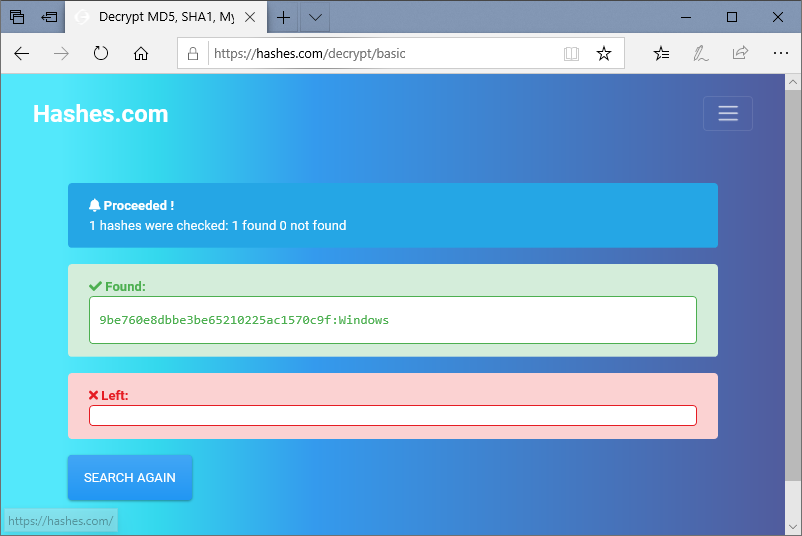 Decrypt MD5, SHA1, My
https://hashes.com/decrypt/basic
Hashes.com
Proceeded !
1 hashes were checked: 1 found 0 not found
Found:
9be760e8dbbe3be65210225ac1570c9f:Windows
Left:
SEARCH AGAIN
https://hashes.com/